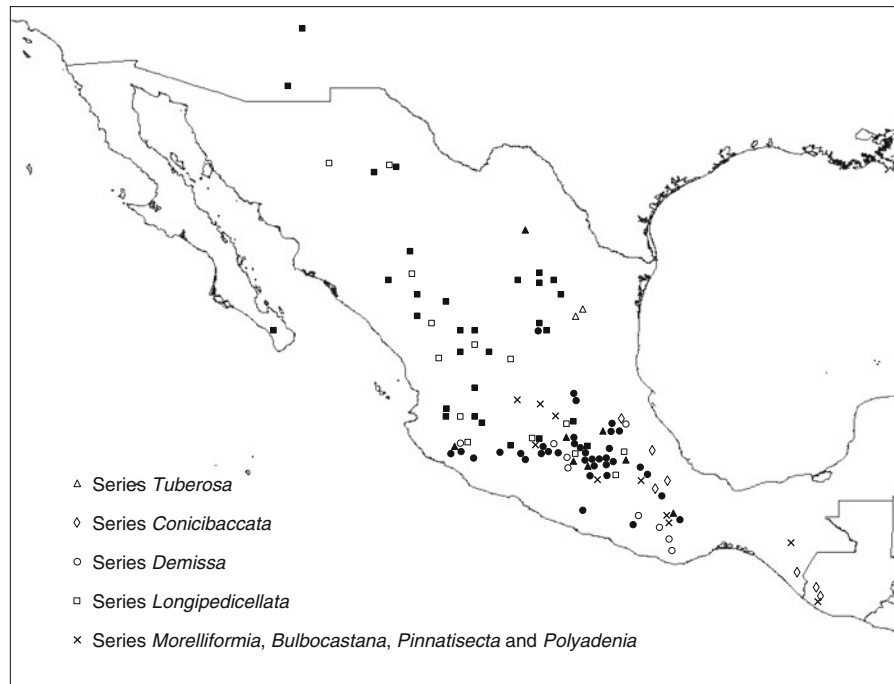 Series Tuberosa
Series Conicibaccata
Series Demissa
Series Longipedicellata
Series Morelliformia, Bulbocastana, Pinnatisecta and Polyadenia